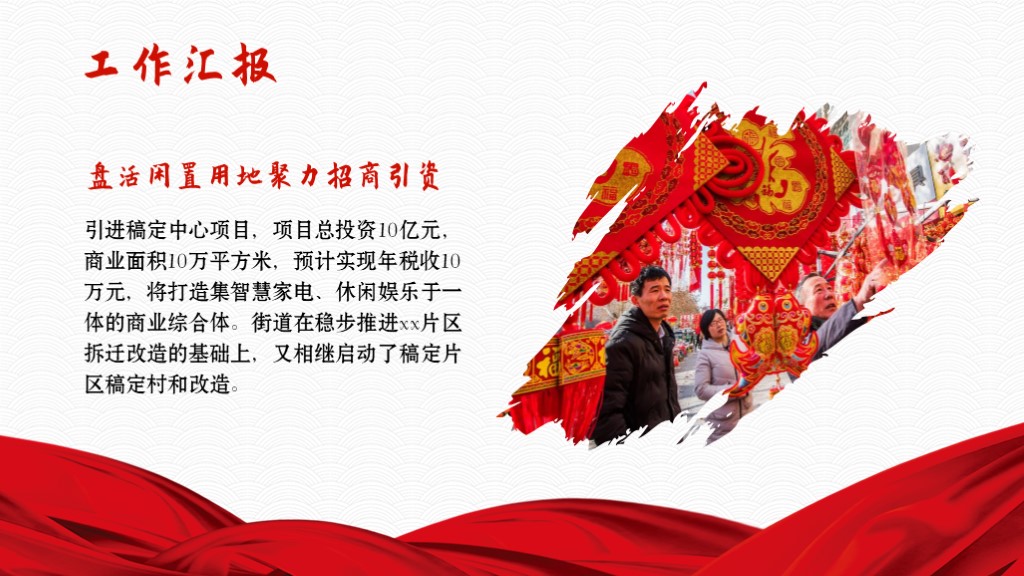 工作汇报
盘活闲置用地聚力招商引资
引进稿定中心项目，项目总投资10亿元，
商业面积10万平方米，预计实现年税收10
万元，将打造集智慧家电、休闲娱乐于一
体的商业综合体。街道在稳步推进xx片区
拆迁改造的基础上，又相继启动了稿定片
区稿定村和改造。
福
福